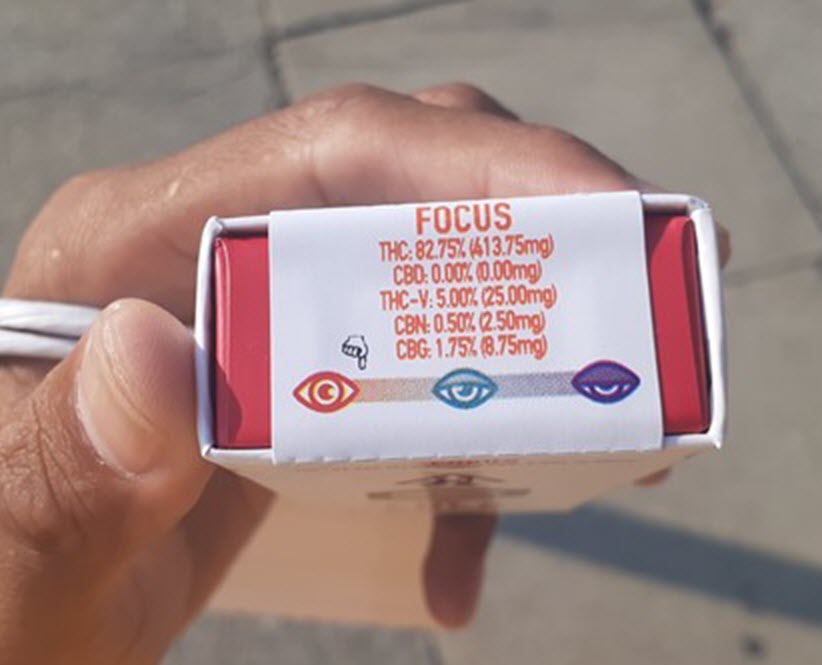 FOCUS
THC: 82.75% (413.75mg)
CBD: 0.00% (0.00mg)
THC-V: 5.00% (25.00mg)
CBN: 0.50% (2.50mg)
CBG: 1.75% (8.75mg)